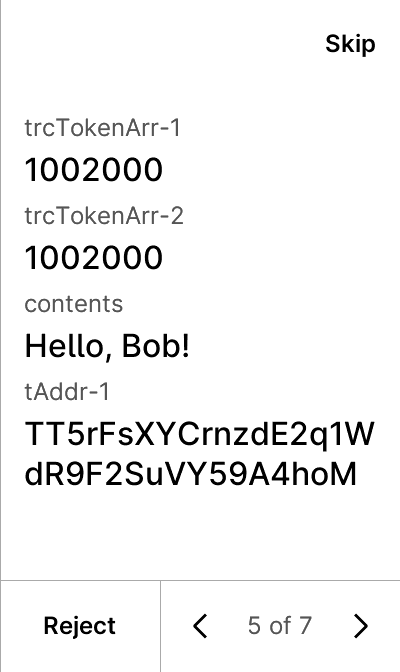 Skip
trcTokenArr-1
1002000
trcTokenArr-2
1002000
contents
Hello, Bob!
tAddr-1
TT5rFsXYCrnzdE2q1W
dR9F2SuVY59A4hoM
Reject
5 of 7